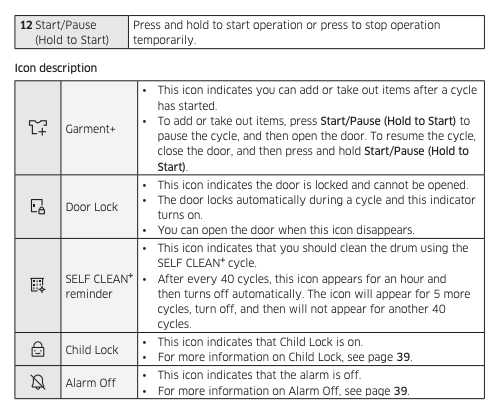 12 Start/Pause
(Hold to Start)
Press and hold to start operation or press to stop operation
temporarily.
Icon description
Garment+
• This icon indicates you can add or take out items after a cycle
has started.
• To add or take out items, press Start/Pause (Hold to Start) to
pause the cycle, and then open the door. To resume the cycle,
close the door, and then press and hold Start/Pause (Hold to
Start).
Door Lock
• This icon indicates the door is locked and cannot be opened.
• The door locks automatically during a cycle and this indicator
turns on.
• You can open the door when this icon disappears.
SELF CLEAN+
reminder
• This icon indicates that you should clean the drum using the
SELF CLEAN+ cycle.
• After every 40 cycles, this icon appears for an hour and
then turns off automatically. The icon will appear for 5 more
cycles, turn off, and then will not appear for another 40
cycles.
Child Lock
• This icon indicates that Child Lock is on.
• For more information on Child Lock, see page 39.
Alarm Off
• This icon indicates that the alarm is off.
• For more information on Alarm Off, see page 39.